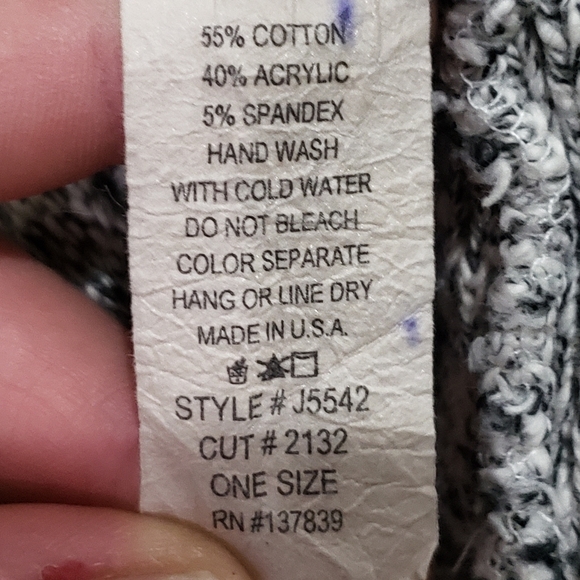 55% COTTON
40% ACRYLIC
5% SPANDEX
HAND WASH
WITH COLD WATER
DO NOT BLEACH
COLOR SEPARATE
HANG OR LINE DRY
MADE IN U.S.A.
STYLE # J5542
CUT # 2132
ONE SIZE
RN #137839